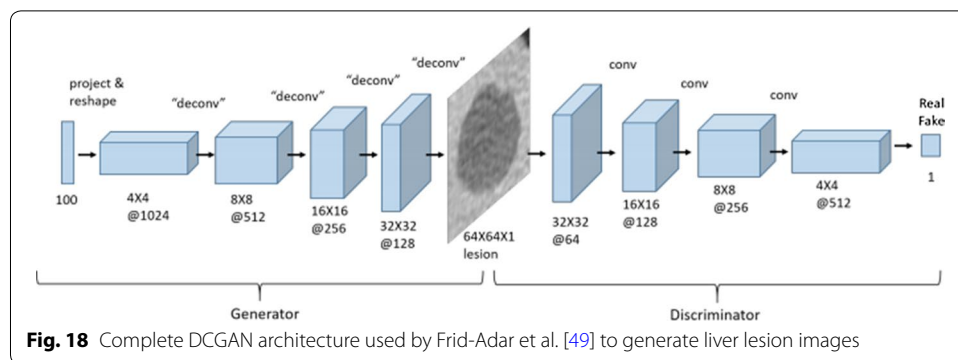 project &
reshape
"deconv"
"deconv"
"deconv"
"deconv"
conv
conv
conv
Real
Fake
100
4X4
@1024
8X8
@512
16X16
@256
32X32
@128
64X64X1
lesion
32X32
@64
16X16
@128
8X8
@256
4X4
@512
1
Generator
Discriminator
Fig. 18 Complete DCGAN architecture used by Frid-Adar et al. [49] to generate liver lesion images